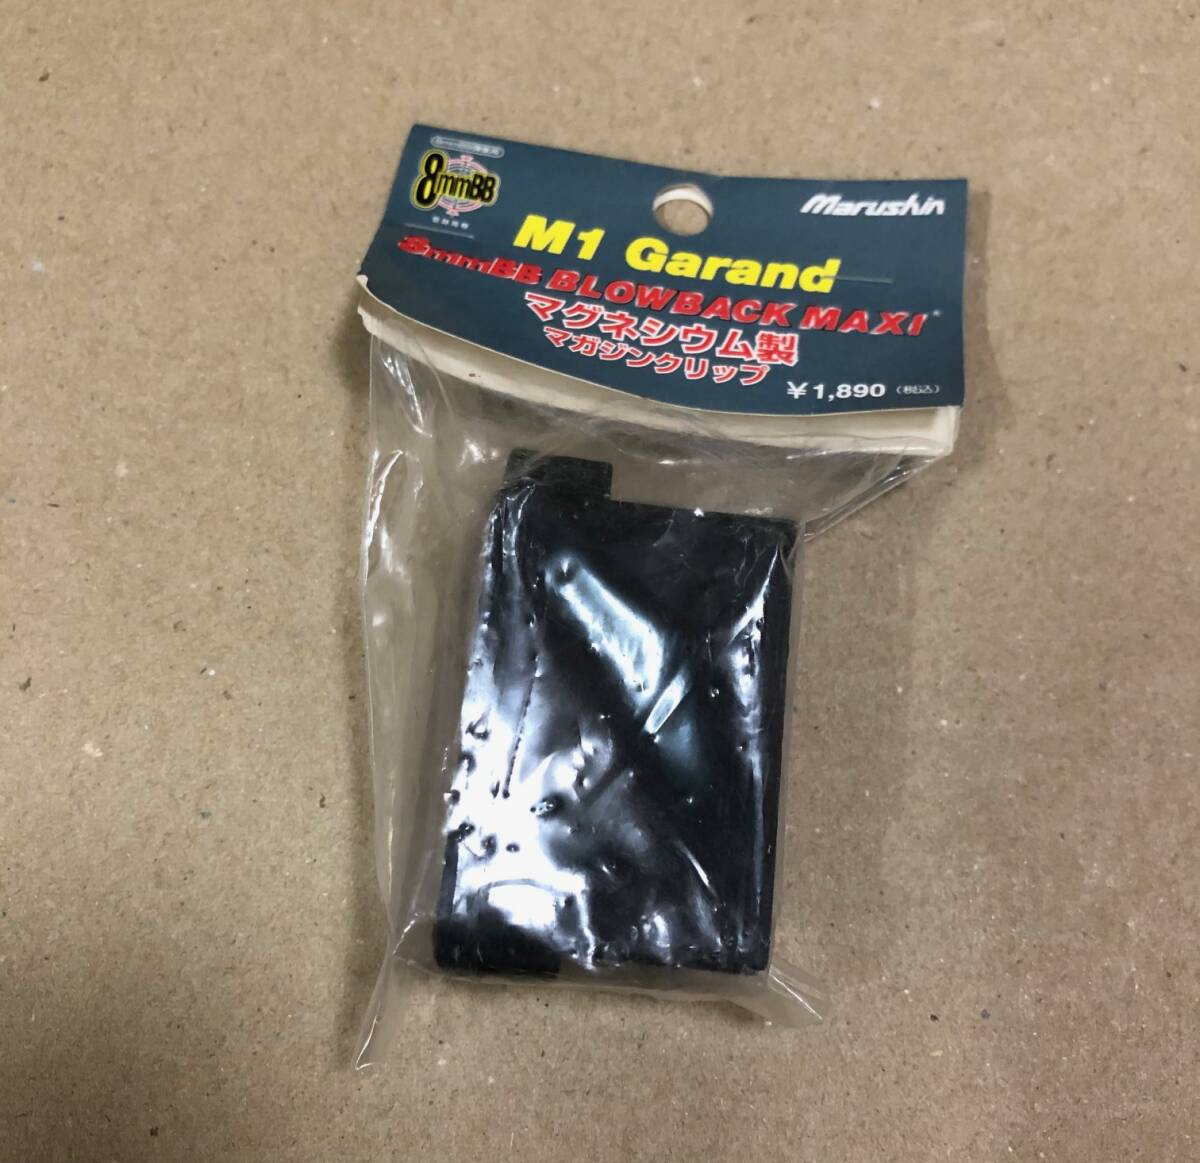 8mmBB
Marushin
M1 Garand
8mmBB BLOWBACK MAXI
マグネシウム製
マガジンクリップ
¥1,890 (税込)